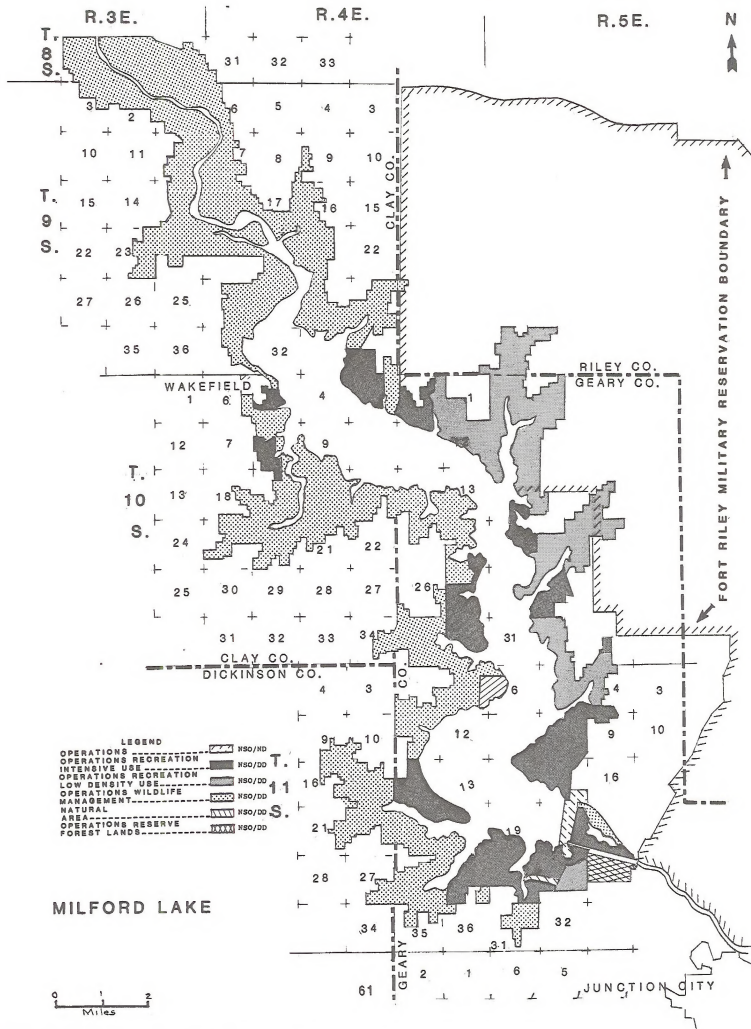 R.3E.
R.4E.
R.5E.
N
T.
8
S.
31 32 33
3 2 6 5 4 3
10 11 7 8 9 10
T.
9
S.
15 14 17 16 15
22 23 22
27 26 25
35 36 32
CLAY CO.
FORT RILEY MILITARY RESERVATION BOUNDARY
RILEY CO.
GEARY CO.
WAKEFIELD
1 6 4 1
12 7 9
T.
10
S.
13 18 13
24 21 22
25 30 29 28 27 26
31 32 33 34 31
CLAY CO.
DICKINSON CO.
CO.
4 3 6 4 3
9 10 12 9 10
16 13 16
T.
11
S.
21 19
28 27
34 35 36 31 32
GEARY
2 1 6 5
61
LEGEND
OPERATIONS NSO/ND
OPERATIONS RECREATION
INTENSIVE USE NSO/DD
OPERATIONS RECREATION
LOW DENSITY USE NSO/DD
OPERATIONS WILDLIFE
MANAGEMENT NSO/DD
NATURAL
AREA NSO/DD
OPERATIONS RESERVE
FOREST LANDS NSO/DD
MILFORD LAKE
JUNCTION CITY
0 1 2
Miles